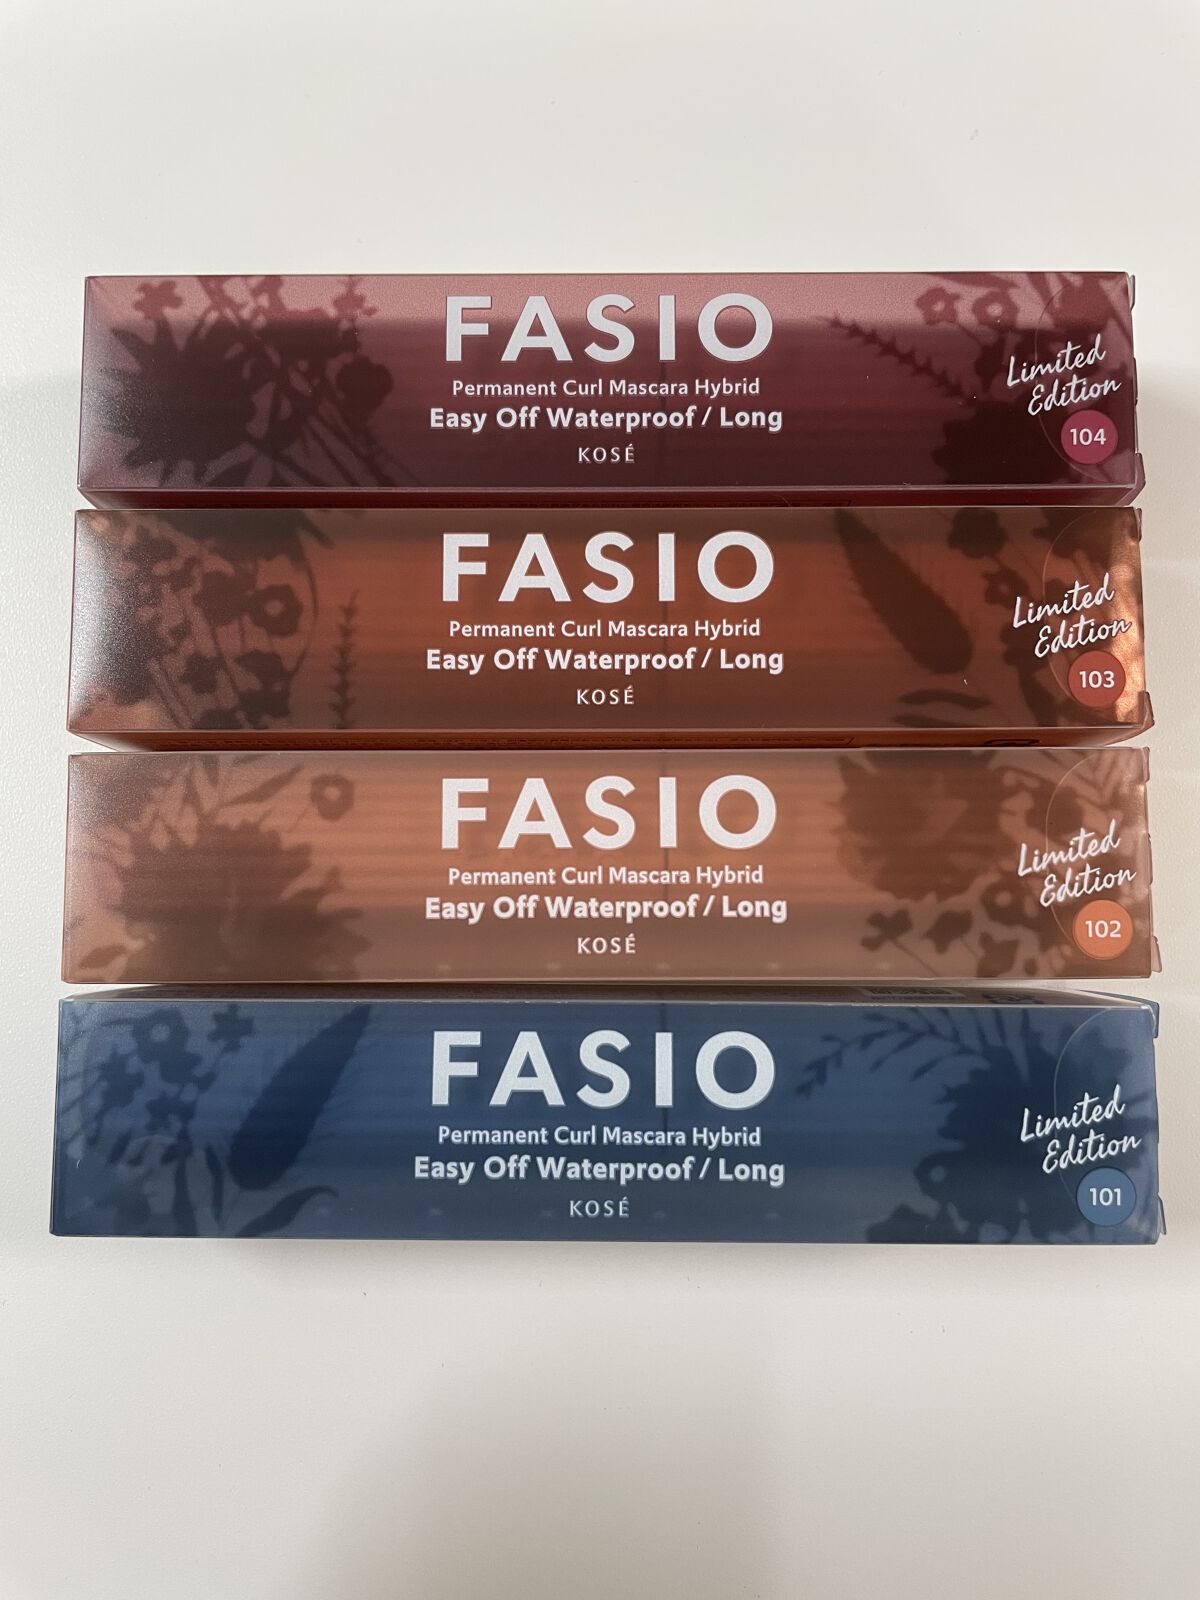 FASIO
Permanent Curl Mascara Hybrid
Easy Off Waterproof / Long
KOSÉ
Limited
Edition
104
FASIO
Permanent Curl Mascara Hybrid
Easy Off Waterproof / Long
KOSÉ
Limited
Edition
103
FASIO
Permanent Curl Mascara Hybrid
Easy Off Waterproof / Long
KOSÉ
Limited
Edition
102
FASIO
Permanent Curl Mascara Hybrid
Easy Off Waterproof / Long
KOSÉ
Limited
Edition
101